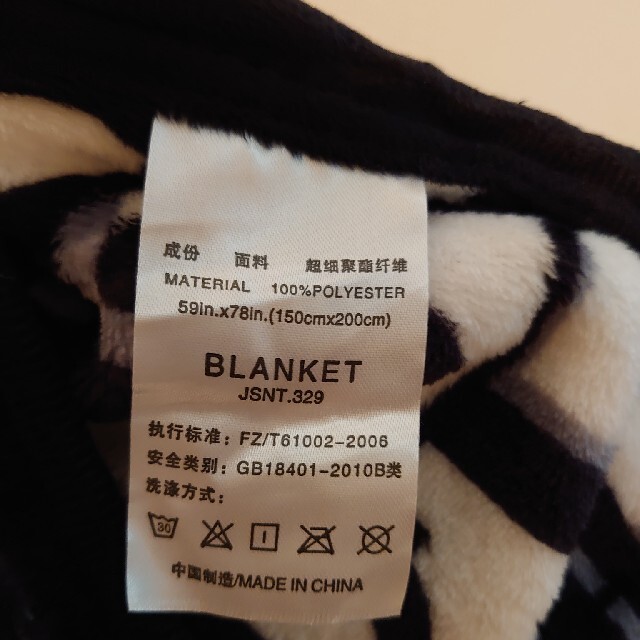 成份 面料 超细聚酯纤维
MATERIAL 100%POLYESTER
59in.x78in.(150cmx200cm)
BLANKET
JSNT.329
执行标准：FZ/T61002-2006
安全类别：GB18401-2010B类
洗涤方式：
30
中国制造/MADE IN CHINA